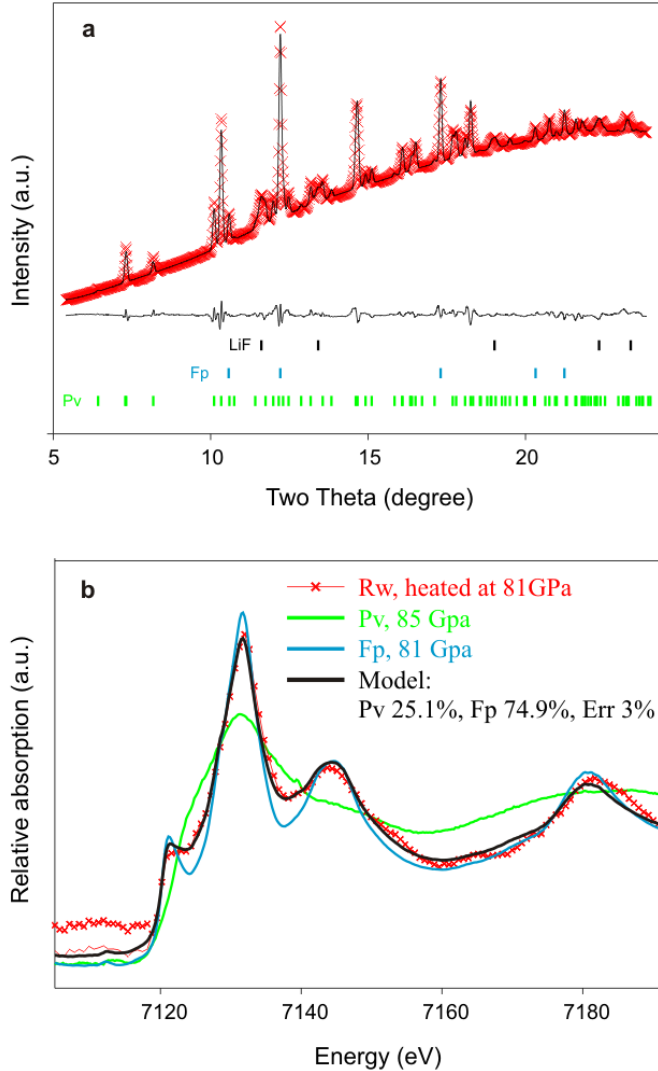 a
Intensity (a.u.)
LiF
Fp
Pv
5 10 15 20
Two Theta (degree)
b
Rw, heated at 81GPa
Pv, 85 Gpa
Fp, 81 Gpa
Model:
Pv 25.1%, Fp 74.9%, Err 3%
Relative absorption (a.u.)
7120 7140 7160 7180
Energy (eV)